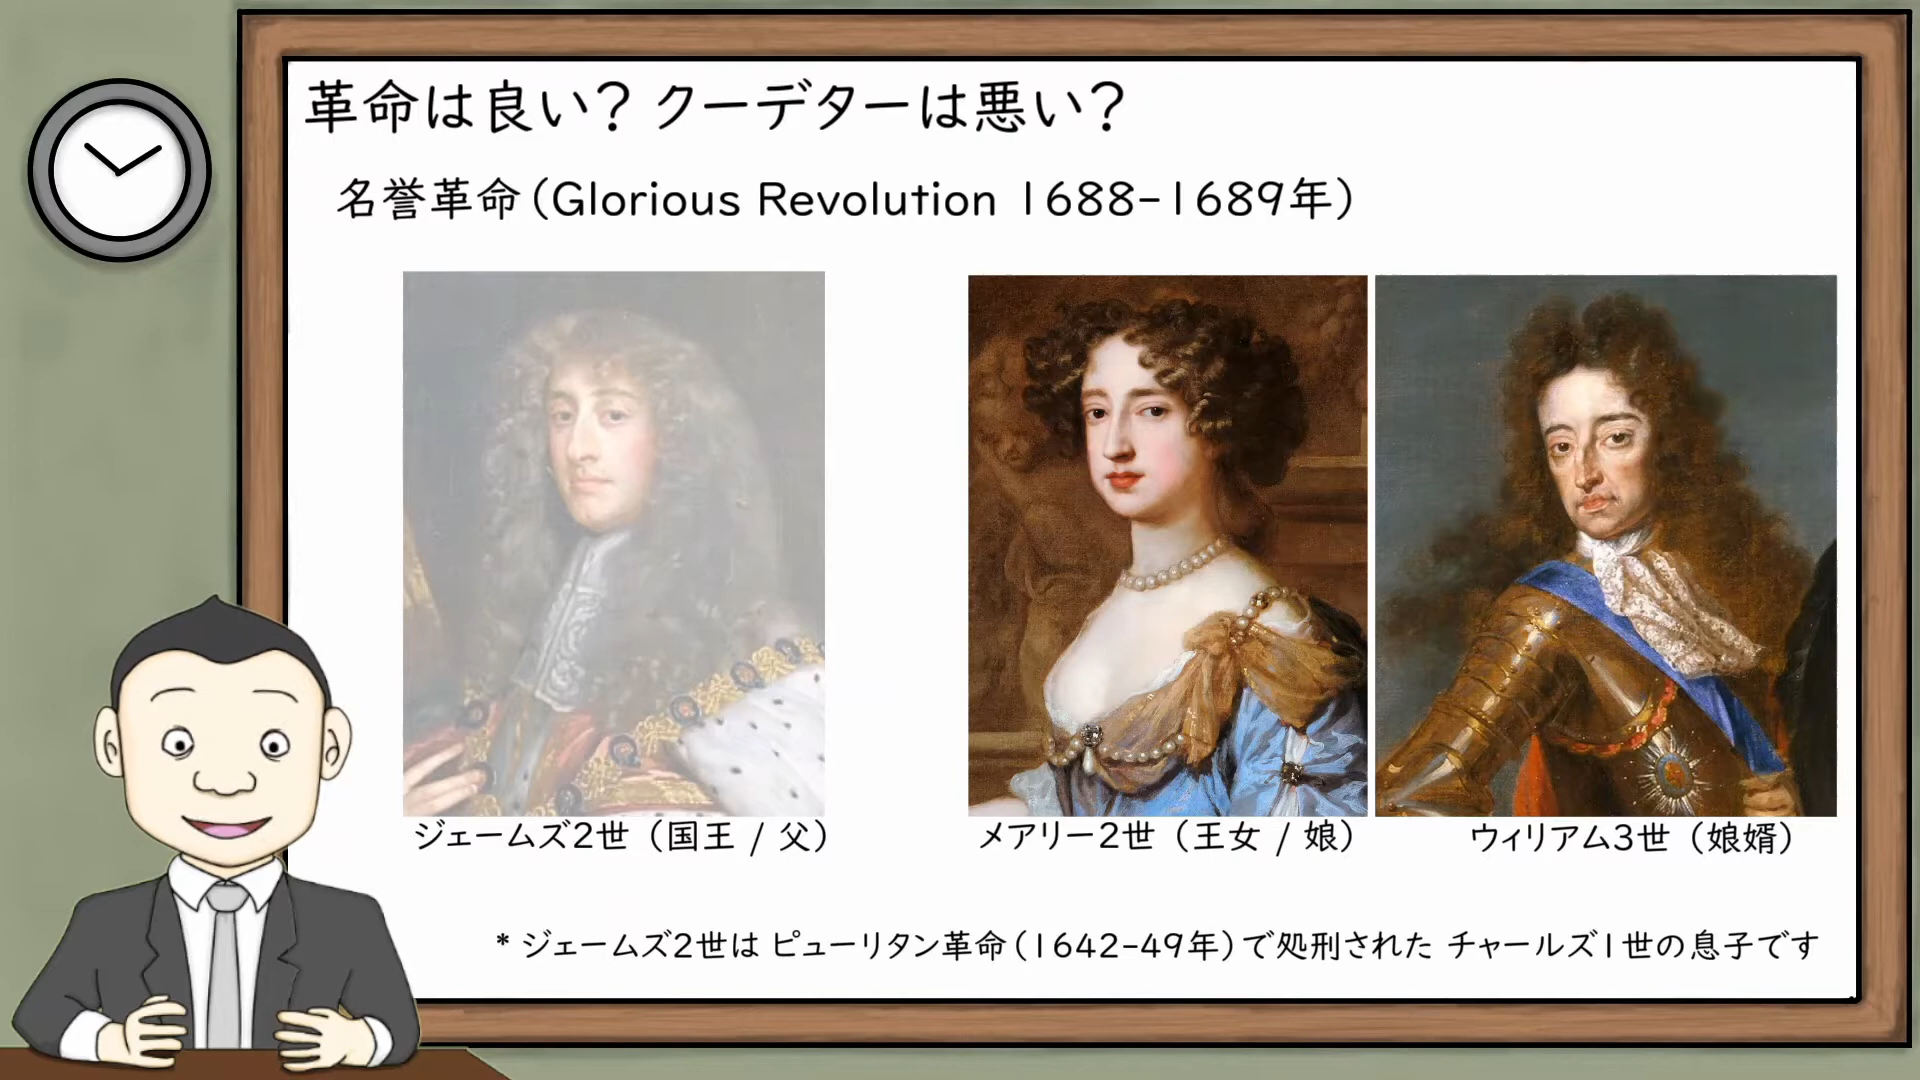 革命は良い? クーデターは悪い?
名誉革命（Glorious Revolution 1688-1689年）
ジェームズ2世（国王 / 父）
メアリー2世（王女 / 娘）
ウィリアム3世（娘婿）
* ジェームズ2世は ピューリタン革命（1642-49年）で処刑された チャールズ1世の息子です